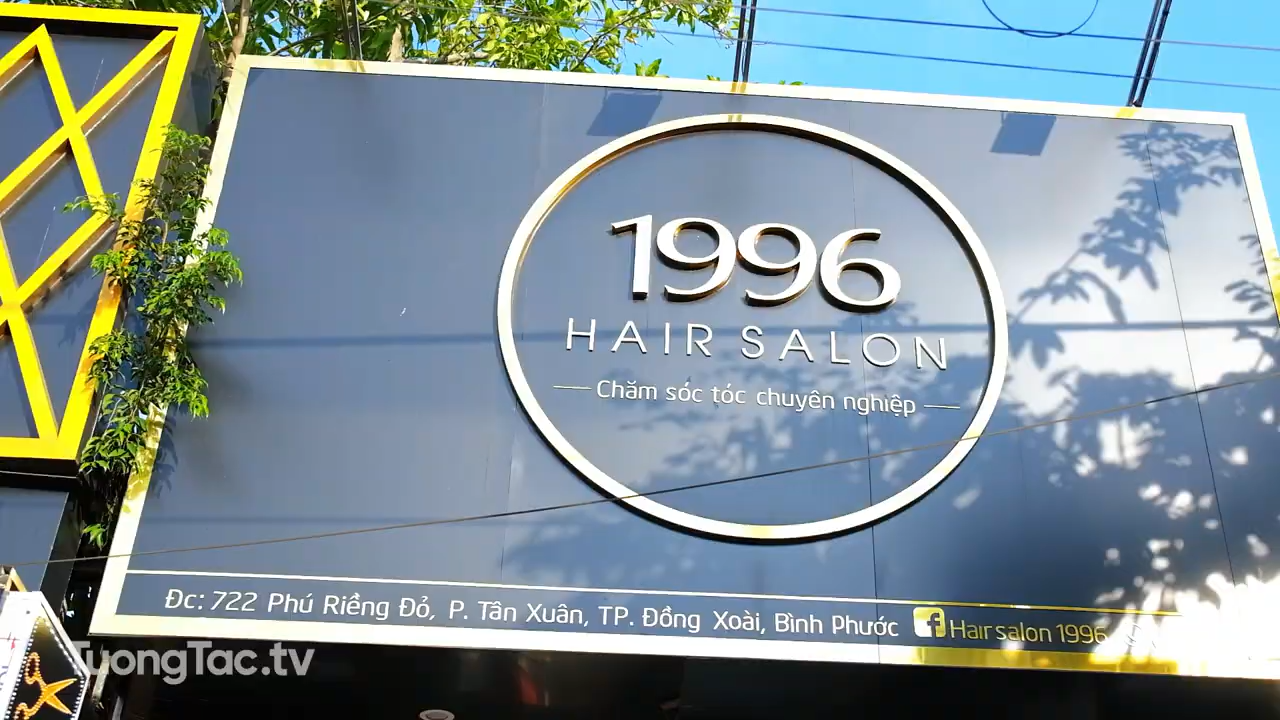 1996
HAIR SALON
Chăm sóc tóc chuyên nghiệp
Đc: 722 Phú Riềng Đỏ, P. Tân Xuân, TP. Đồng Xoài, Bình Phước f Hair salon 1996
TuongTac.tv